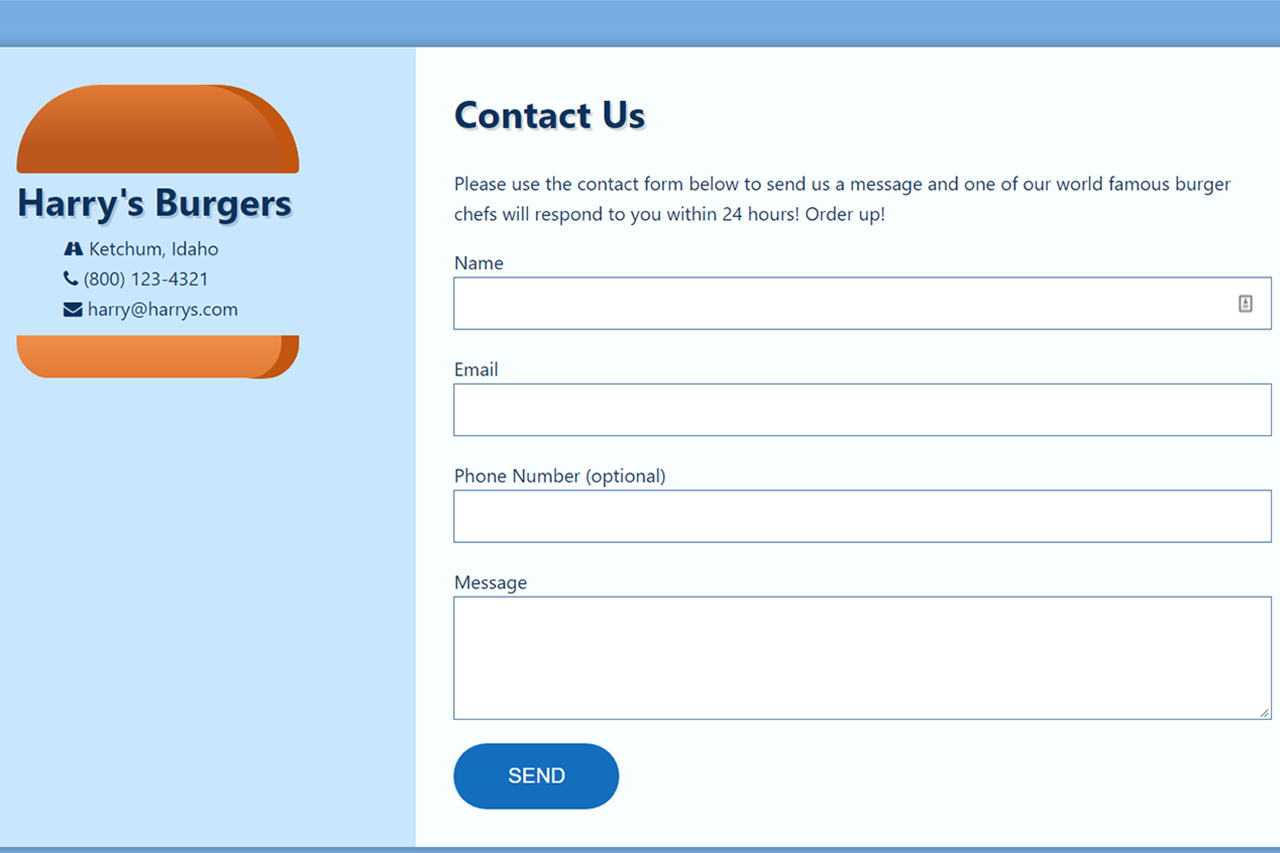 Harry's Burgers
Ketchum, Idaho
(800) 123-4321
harry@harrys.com
Contact Us
Please use the contact form below to send us a message and one of our world famous burger
chefs will respond to you within 24 hours! Order up!
Name
Email
Phone Number (optional)
Message
SEND